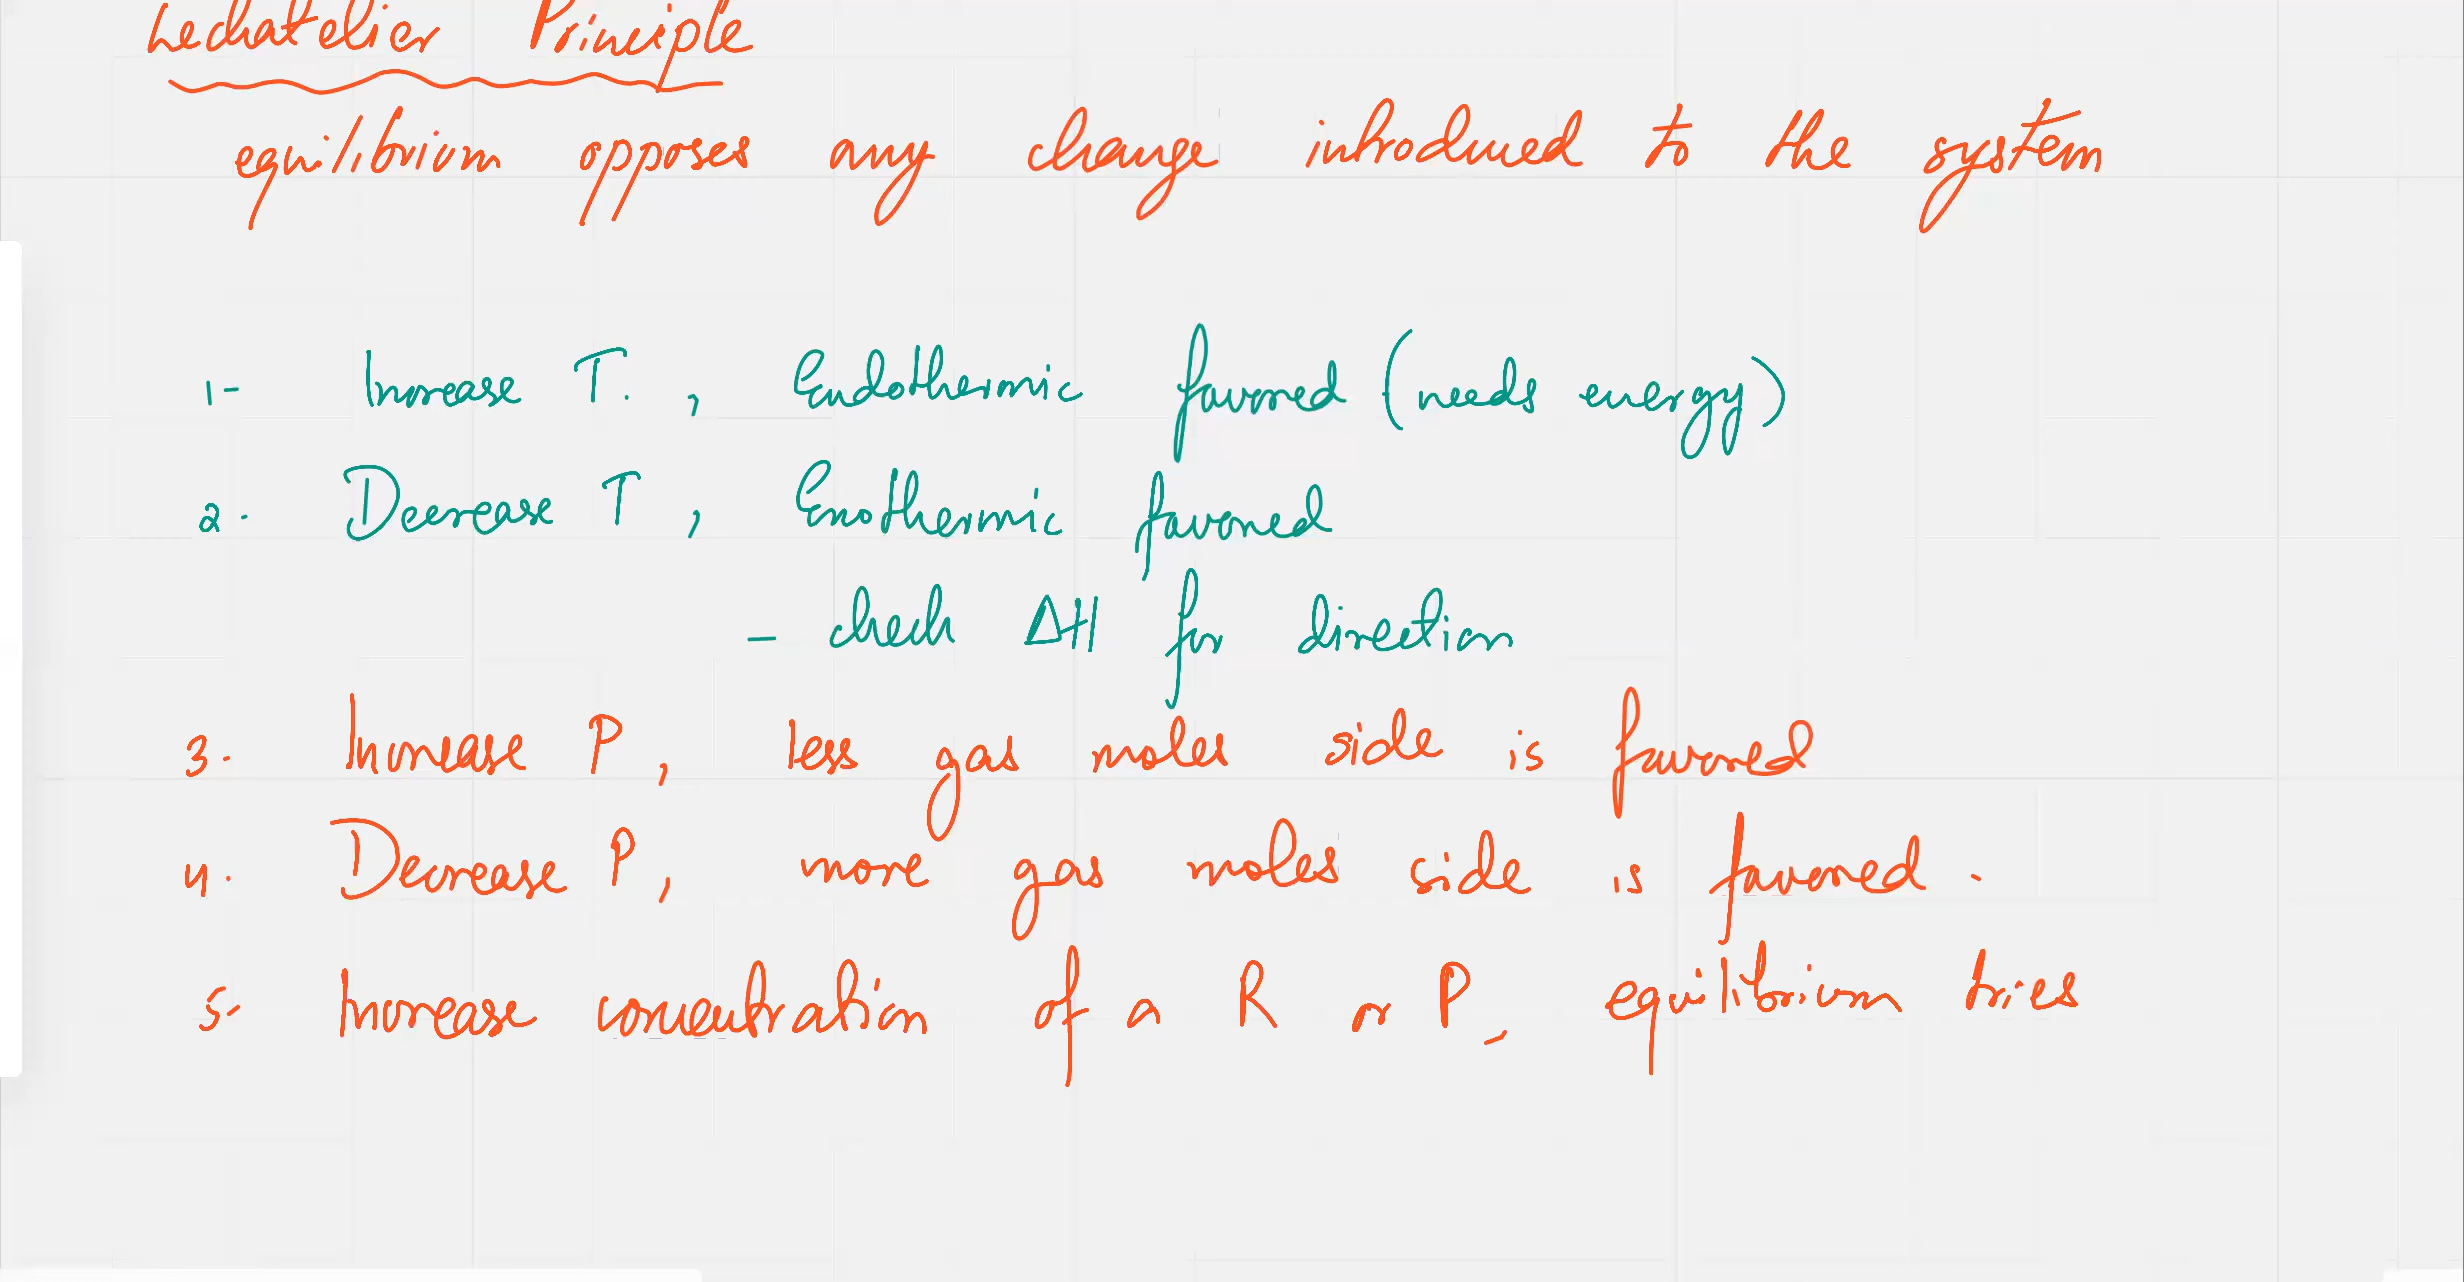 Lechatelier Principle
equilibrium opposes any change introduced to the system
1- Increase T. , Endothermic favored (needs energy)
2. Decrease T , Exothermic favored
- check ΔH for direction
3. Increase P, less gas moles side is favored
4. Decrease P, more gas moles side is favored.
5. Increase concentration of a R or P, equilibrium tries